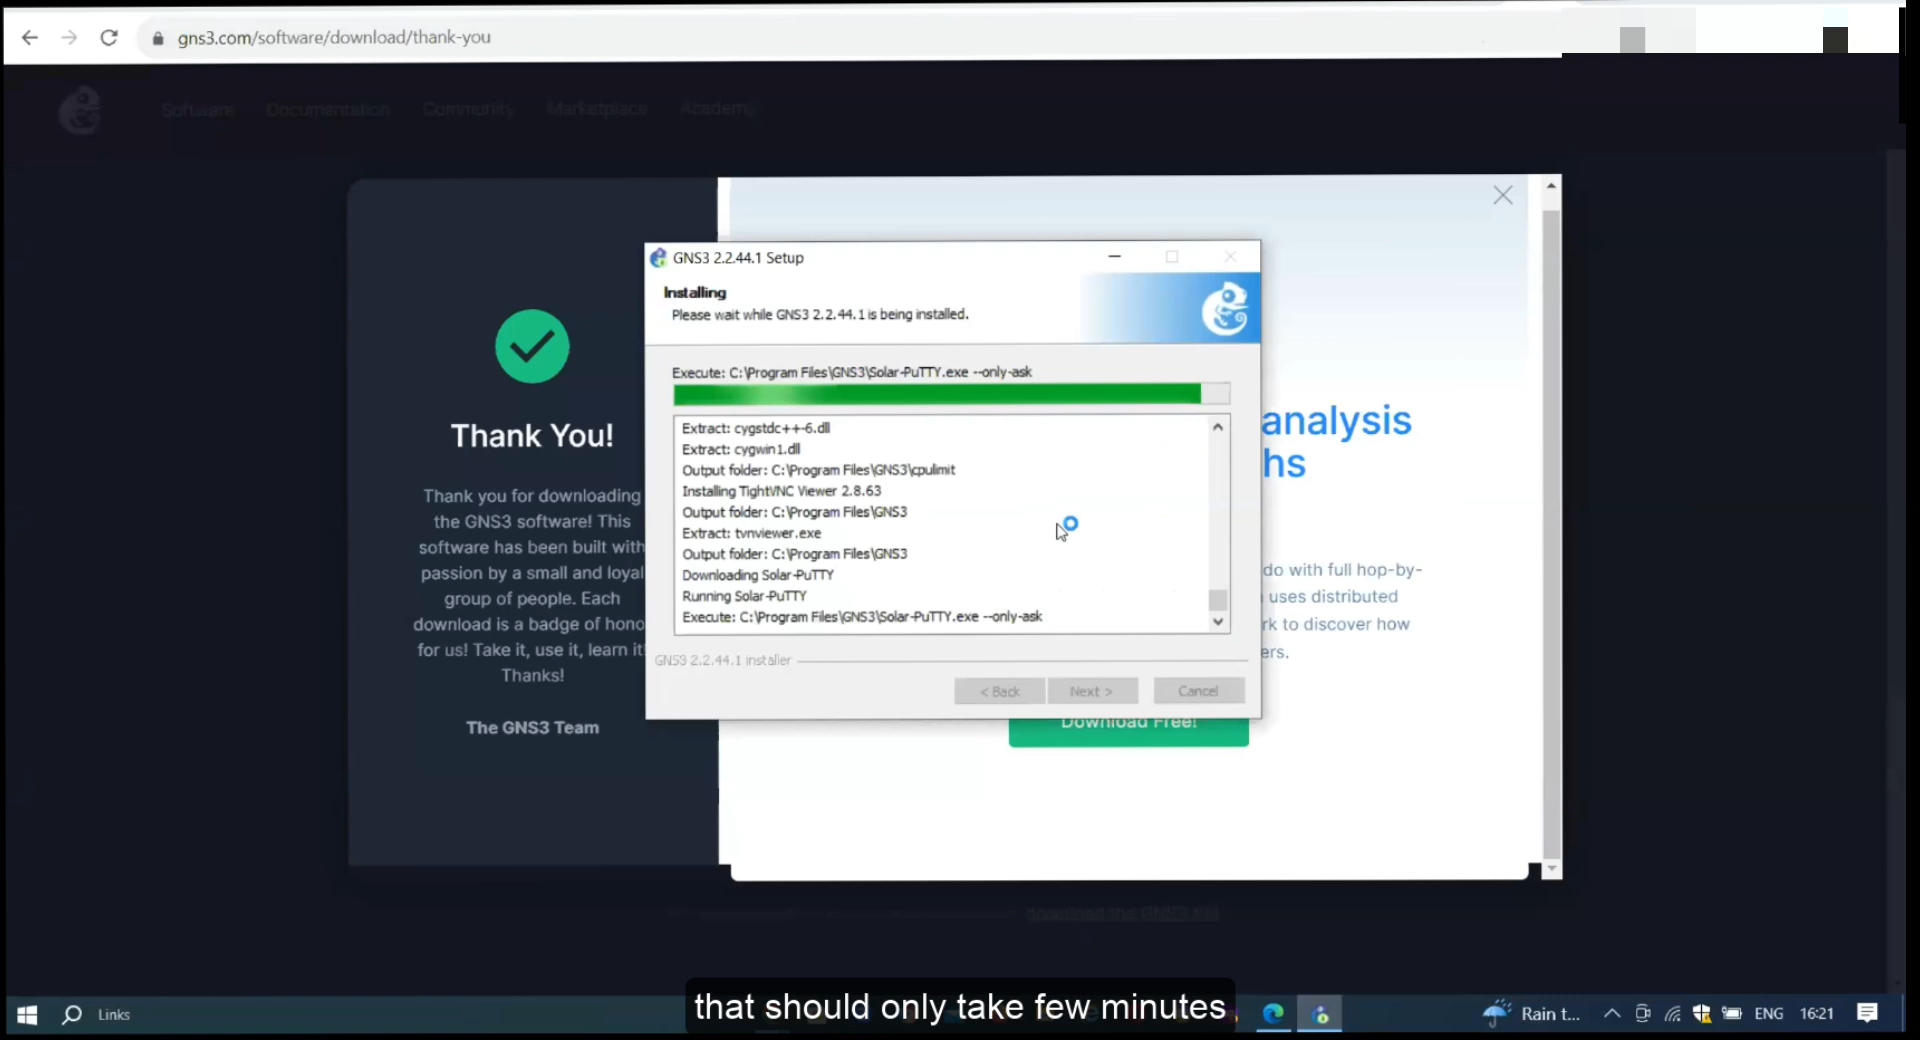 gns3.com/software/download/thank-you
Software Documentation Community Marketplace
GNS3 2.2.44.1 Setup
Installing
Please wait while GNS3 2.2.44.1 is being installed.
Execute: C:\Program Files\GNS3\Solar-PuTTY.exe --only-ask
Extract: cygstdc++-6.dll
Extract: cygwin1.dll
Output folder: C:\Program Files\GNS3\cpulimit
Installing TightVNC Viewer 2.8.63
Output folder: C:\Program Files\GNS3
Extract: tvnviewer.exe
Output folder: C:\Program Files\GNS3
Downloading Solar-PuTTY
Running Solar-PuTTY
Execute: C:\Program Files\GNS3\Solar-PuTTY.exe --only-ask
GNS3 2.2.44.1 installer
< Back Next > Cancel
Thank You!
Thank you for downloading
the GNS3 software! This
software has been built with
passion by a small and loyal
group of people. Each
download is a badge of hono
for us! Take it, use it, learn it!
Thanks!
The GNS3 Team
analysis
hs
do with full hop-by-
uses distributed
rk to discover how
ers.
Download Free!
that should only take few minutes
Links
Rain t...
ENG
16:21